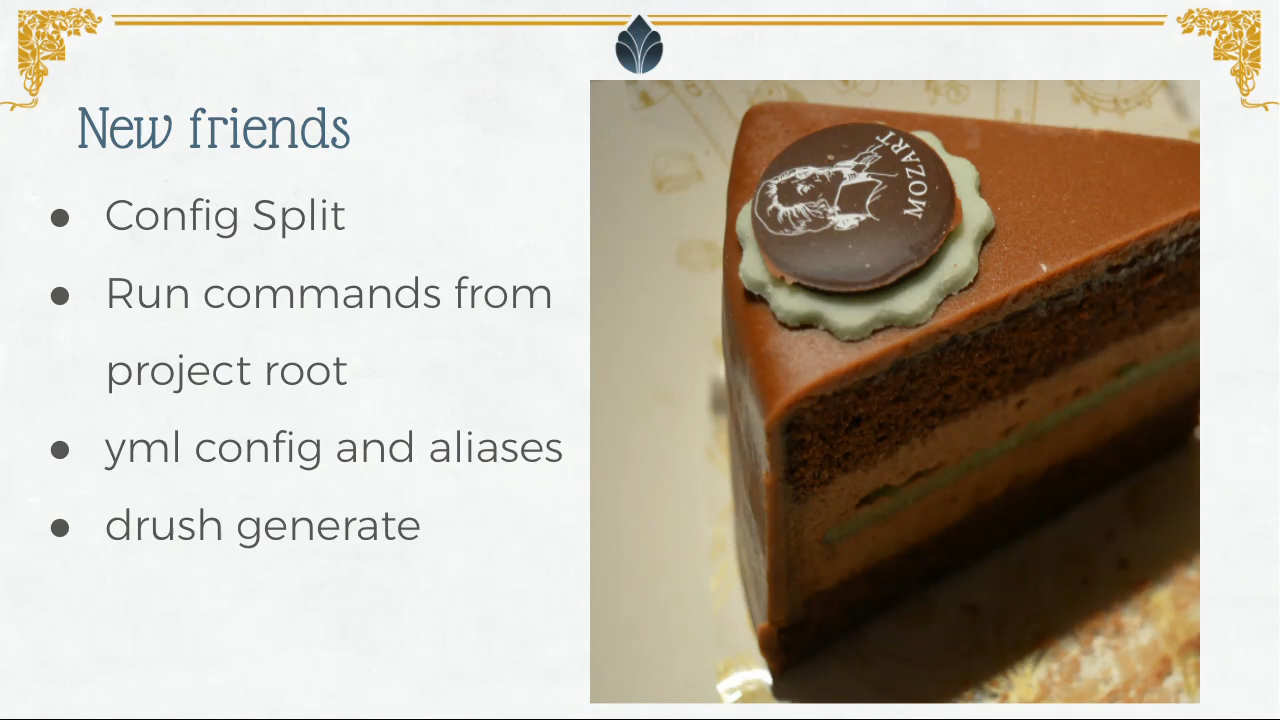 New friends
● Config Split
● Run commands from
project root
● yml config and aliases
● drush generate
MOZART